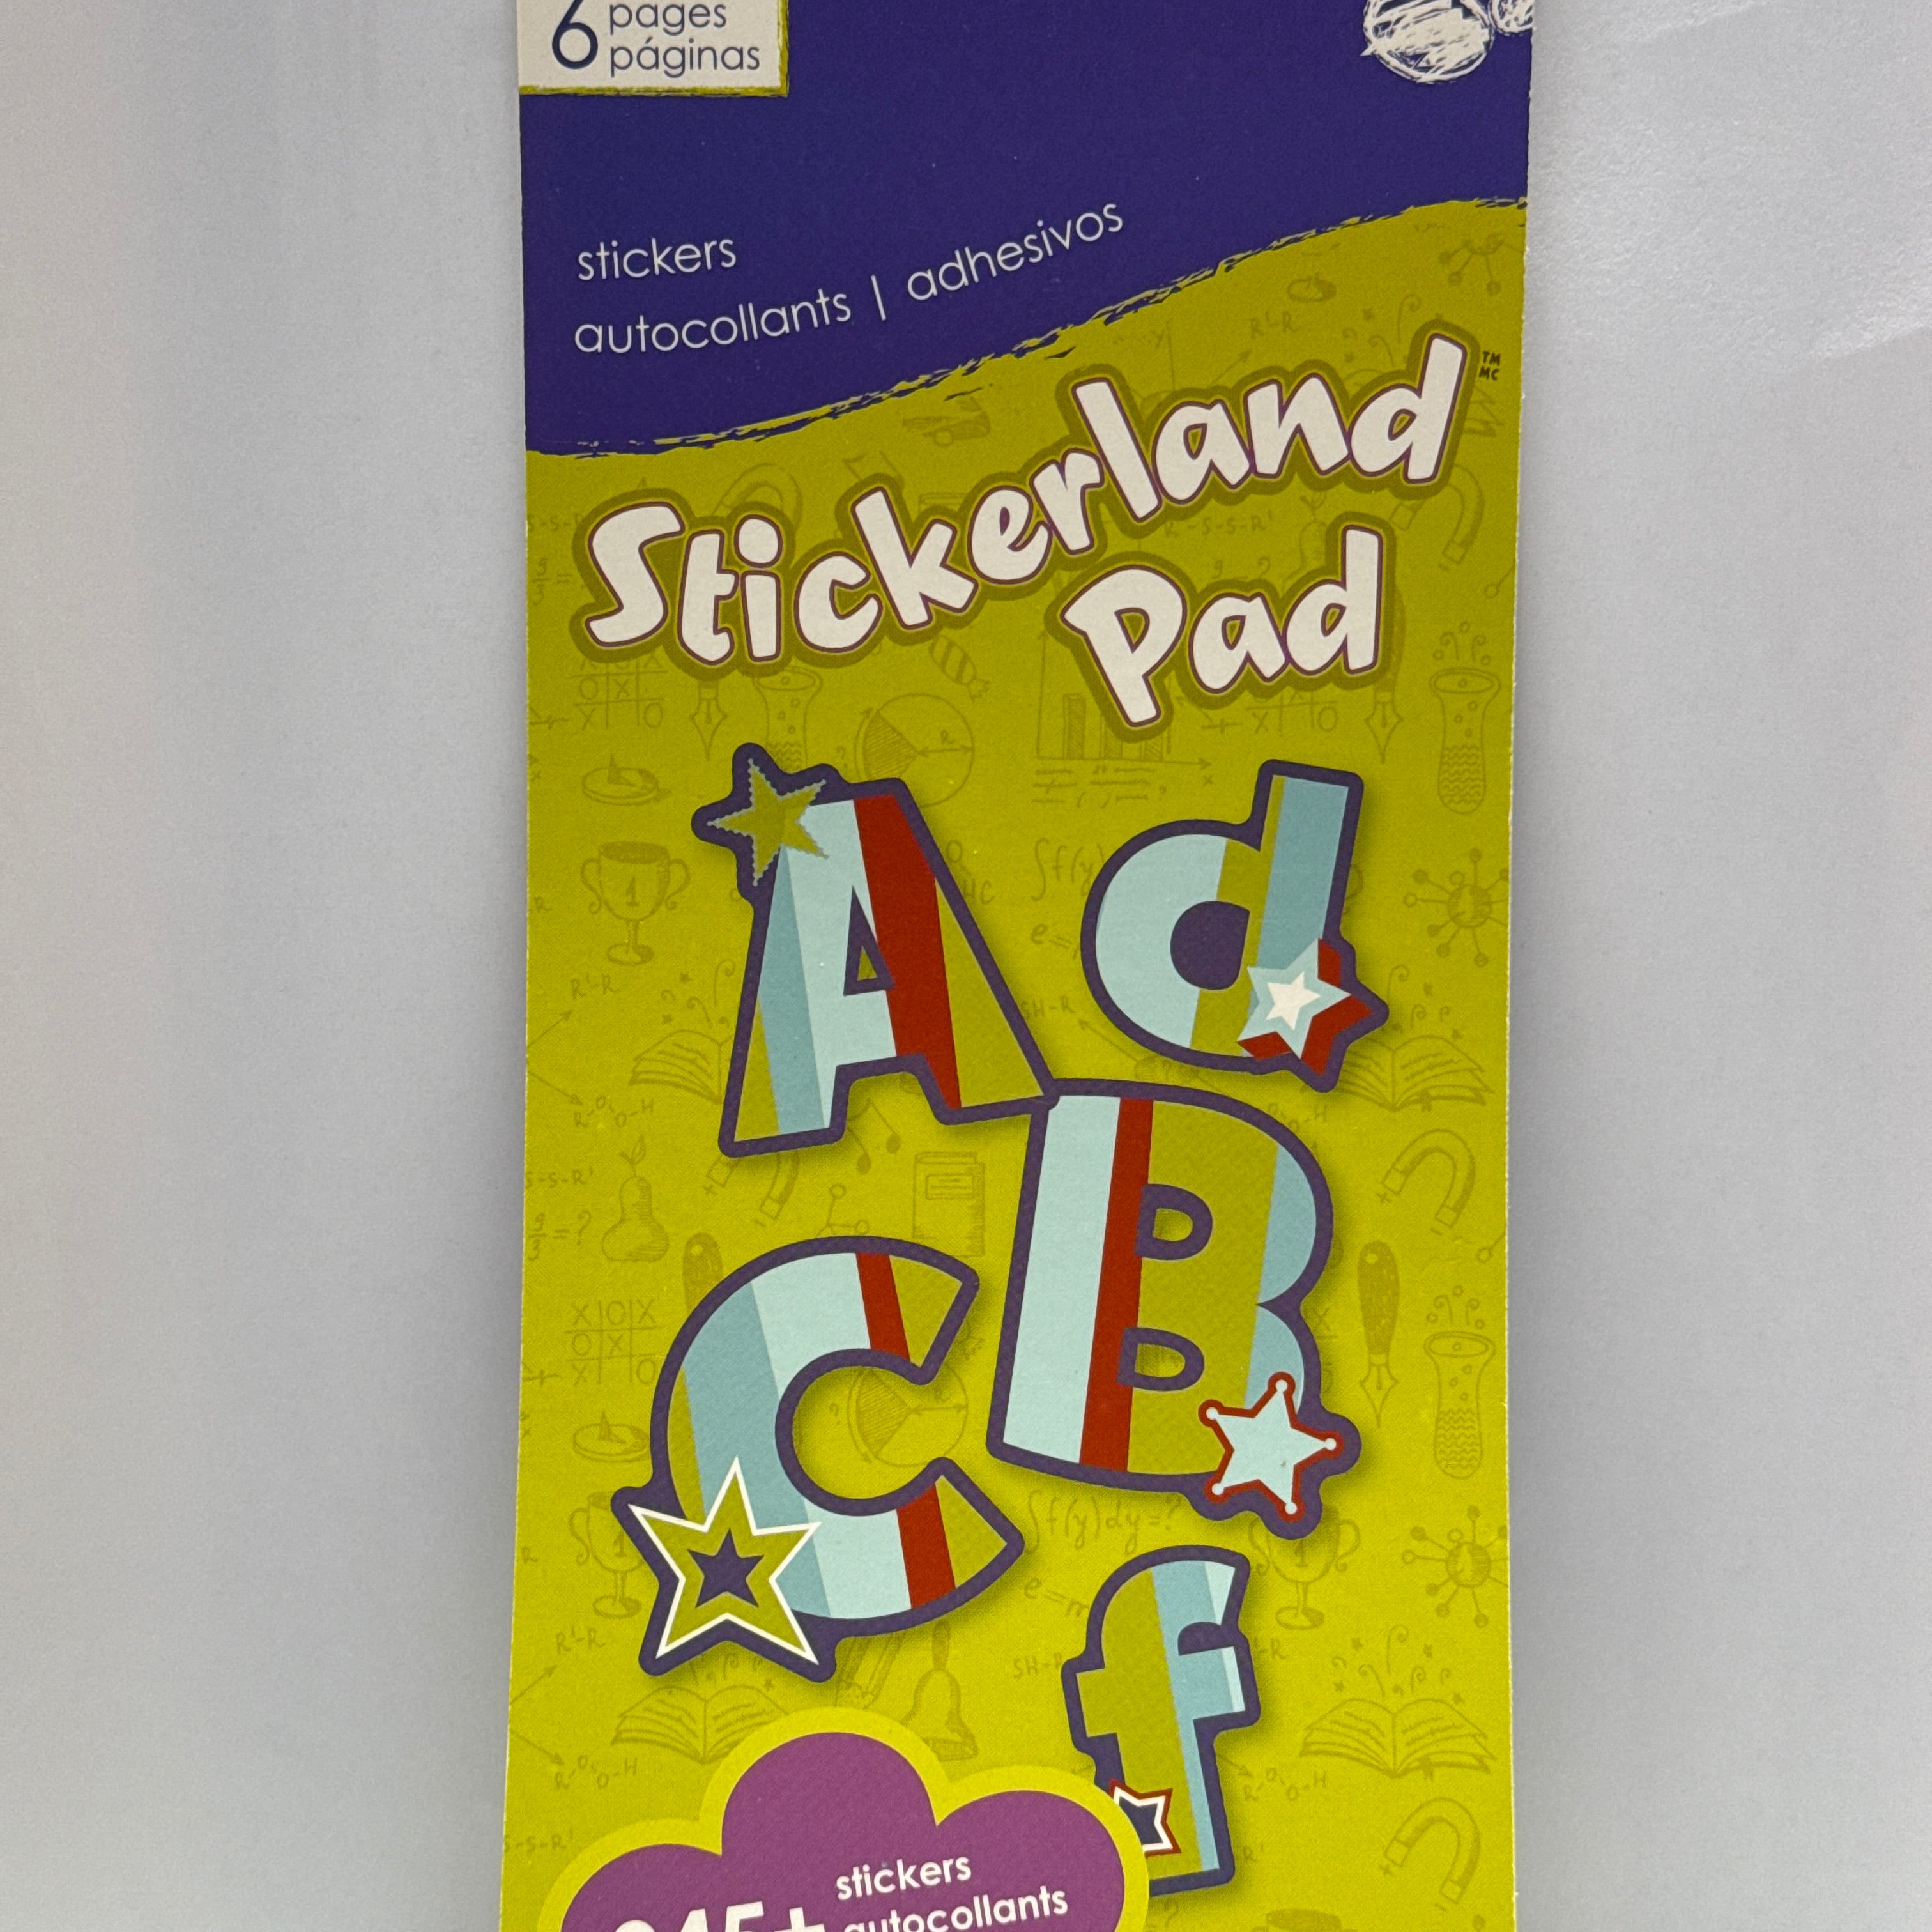 6 pages
páginas
stickers
autocollants | adhesivos
Stickerland
TM
MC
Pad
A d
B
C
f
stickers
autocollants